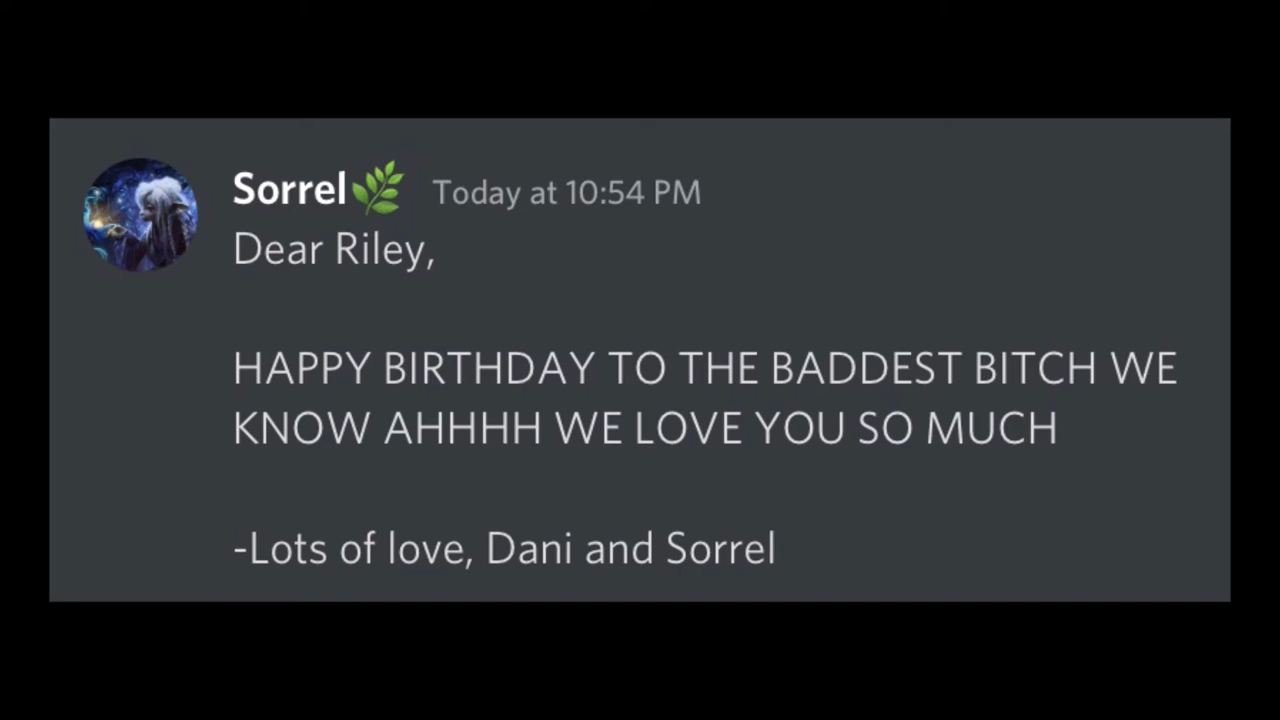 Sorrel🌿 Today at 10:54 PM
Dear Riley,
HAPPY BIRTHDAY TO THE BADDEST BITCH WE
KNOW AHHHH WE LOVE YOU SO MUCH
-Lots of love, Dani and Sorrel